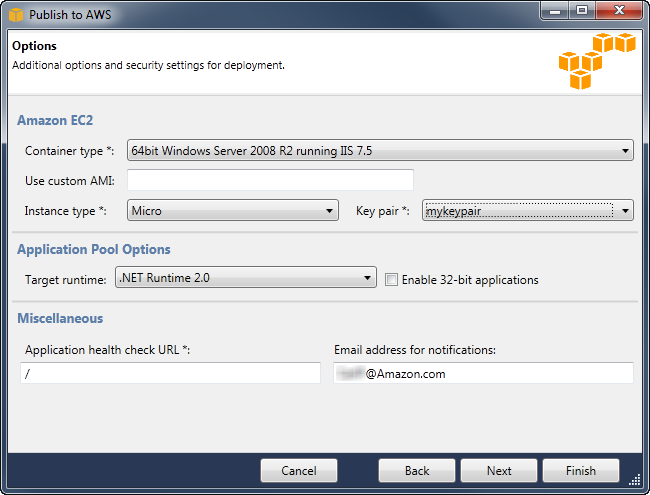 Publish to AWS
Options
Additional options and security settings for deployment.
Amazon EC2
Container type *: 64bit Windows Server 2008 R2 running IIS 7.5
Use custom AMI:
Instance type *: Micro Key pair *: mykeypair
Application Pool Options
Target runtime: .NET Runtime 2.0 Enable 32-bit applications
Miscellaneous
Application health check URL *: Email address for notifications:
/ @Amazon.com
Cancel Back Next Finish